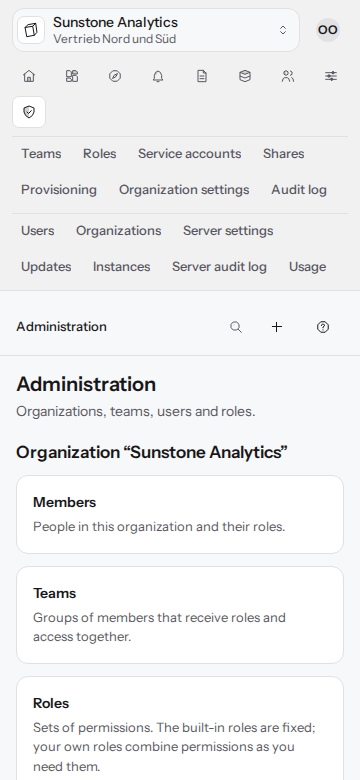 Sunstone Analytics
Vertrieb Nord und Süd
OO
Teams Roles Service accounts Shares
Provisioning Organization settings Audit log
Users Organizations Server settings
Updates Instances Server audit log Usage
Administration
Administration
Organizations, teams, users and roles.
Organization “Sunstone Analytics”
Members
People in this organization and their roles.
Teams
Groups of members that receive roles and
access together.
Roles
Sets of permissions. The built-in roles are fixed;
your own roles combine permissions as you
need them.